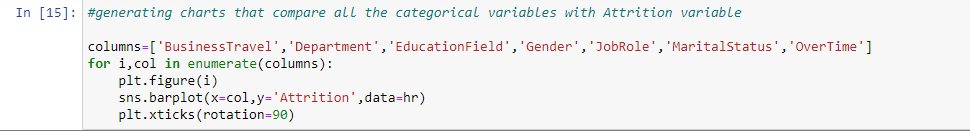 In [15]: #generating charts that compare all the categorical variables with Attrition variable
columns=['BusinessTravel','Department','EducationField','Gender','JobRole','MaritalStatus','OverTime']
for i,col in enumerate(columns):
    plt.figure(i)
    sns.barplot(x=col,y='Attrition',data=hr)
    plt.xticks(rotation=90)